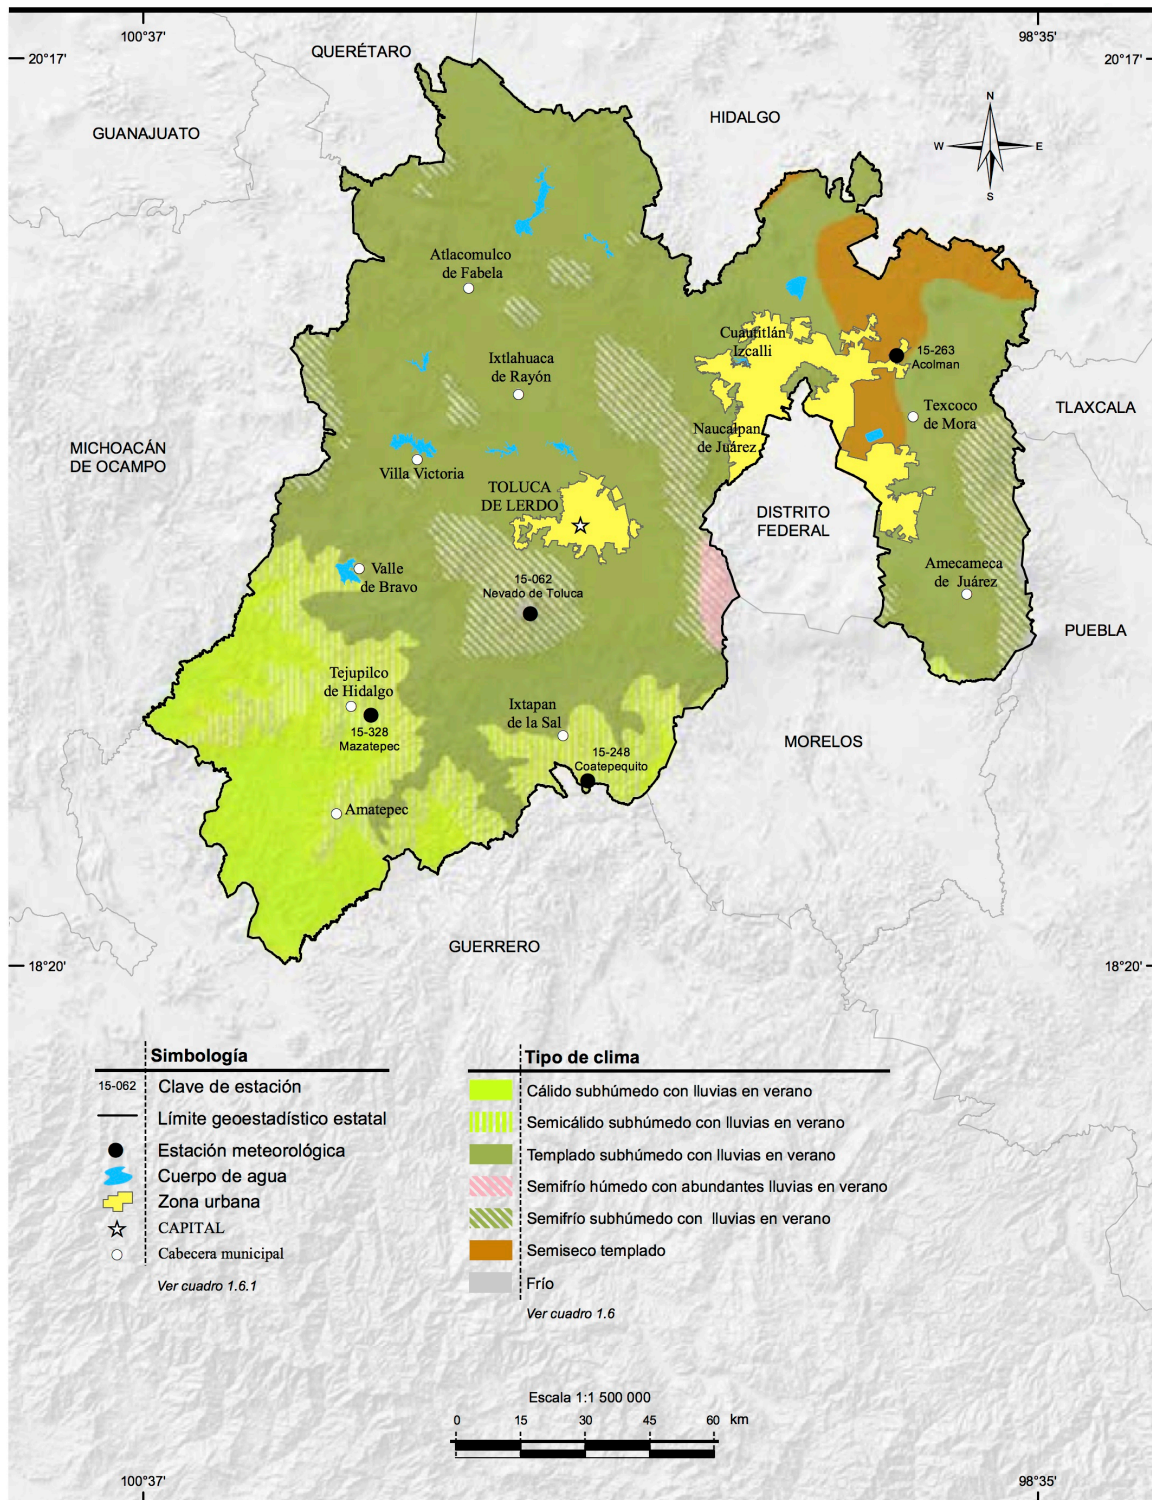 100°37'
98°35'
20°17'
20°17'
QUERÉTARO
GUANAJUATO
HIDALGO
N
W
E
S
Atlacomulco
de Fabela
Cuautitlán
Izcalli
15-263
Acolman
Ixtlahuaca
de Rayón
Texcoco
de Mora
TLAXCALA
MICHOACÁN
DE OCAMPO
Naucalpan
de Juárez
Villa Victoria
TOLUCA
DE LERDO
DISTRITO
FEDERAL
Valle
de Bravo
15-062
Nevado de Toluca
Amecameca
de Juárez
PUEBLA
Tejupilco
de Hidalgo
15-328
Mazatepec
Ixtapan
de la Sal
15-248
Coatepequito
MORELOS
Amatepec
GUERRERO
18°20'
18°20'
Simbología
15-062 Clave de estación
Límite geoestadístico estatal
Estación meteorológica
Cuerpo de agua
Zona urbana
CAPITAL
Cabecera municipal
Ver cuadro 1.6.1
Tipo de clima
Cálido subhúmedo con lluvias en verano
Semicálido subhúmedo con lluvias en verano
Templado subhúmedo con lluvias en verano
Semifrío húmedo con abundantes lluvias en verano
Semifrío subhúmedo con lluvias en verano
Semiseco templado
Frío
Ver cuadro 1.6
Escala 1:1 500 000
0 15 30 45 60 km
100°37'
98°35'